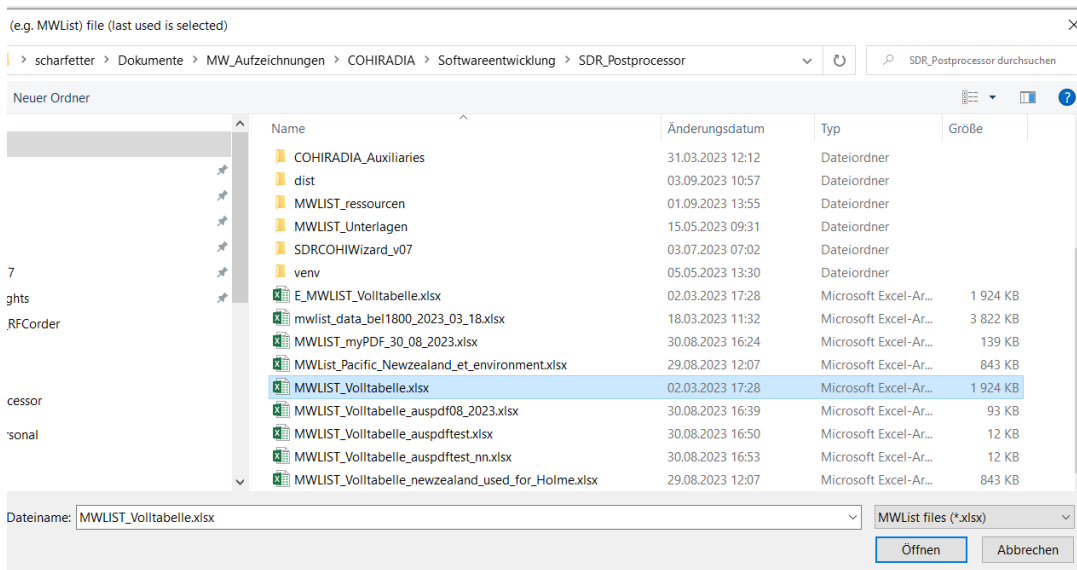 (e.g. MWList) file (last used is selected)
> scharfetter > Dokumente > MW_Aufzeichnungen > COHIRADIA > Softwareentwicklung > SDR_Postprocessor SDR_Postprocessor durchsuchen
Neuer Ordner
Name Änderungsdatum Typ Größe
COHIRADIA_Auxiliaries 31.03.2023 12:12 Dateiordner
dist 03.09.2023 10:57 Dateiordner
MWLIST_ressourcen 01.09.2023 13:55 Dateiordner
MWLIST_Unterlagen 15.05.2023 09:31 Dateiordner
SDRCOHIWizard_v07 03.07.2023 07:02 Dateiordner
7 venv 05.05.2023 13:30 Dateiordner
ghts E_MWLIST_Volltabelle.xlsx 02.03.2023 17:28 Microsoft Excel-Ar... 1 924 KB
_RFCorder mwlist_data_bel1800_2023_03_18.xlsx 18.03.2023 11:32 Microsoft Excel-Ar... 3 822 KB
MWLIST_myPDF_30_08_2023.xlsx 30.08.2023 16:24 Microsoft Excel-Ar... 139 KB
MWList_Pacific_Newzealand_et_environment.xlsx 29.08.2023 12:07 Microsoft Excel-Ar... 843 KB
MWLIST_Volltabelle.xlsx 02.03.2023 17:28 Microsoft Excel-Ar... 1 924 KB
cessor MWLIST_Volltabelle_auspdf08_2023.xlsx 30.08.2023 16:39 Microsoft Excel-Ar... 93 KB
rsonal MWLIST_Volltabelle_auspdftest.xlsx 30.08.2023 16:50 Microsoft Excel-Ar... 12 KB
MWLIST_Volltabelle_auspdftest_nn.xlsx 30.08.2023 16:53 Microsoft Excel-Ar... 12 KB
MWLIST_Volltabelle_newzealand_used_for_Holme.xlsx 29.08.2023 12:07 Microsoft Excel-Ar... 843 KB
Dateiname: MWLIST_Volltabelle.xlsx MWList files (*.xlsx)
Öffnen Abbrechen